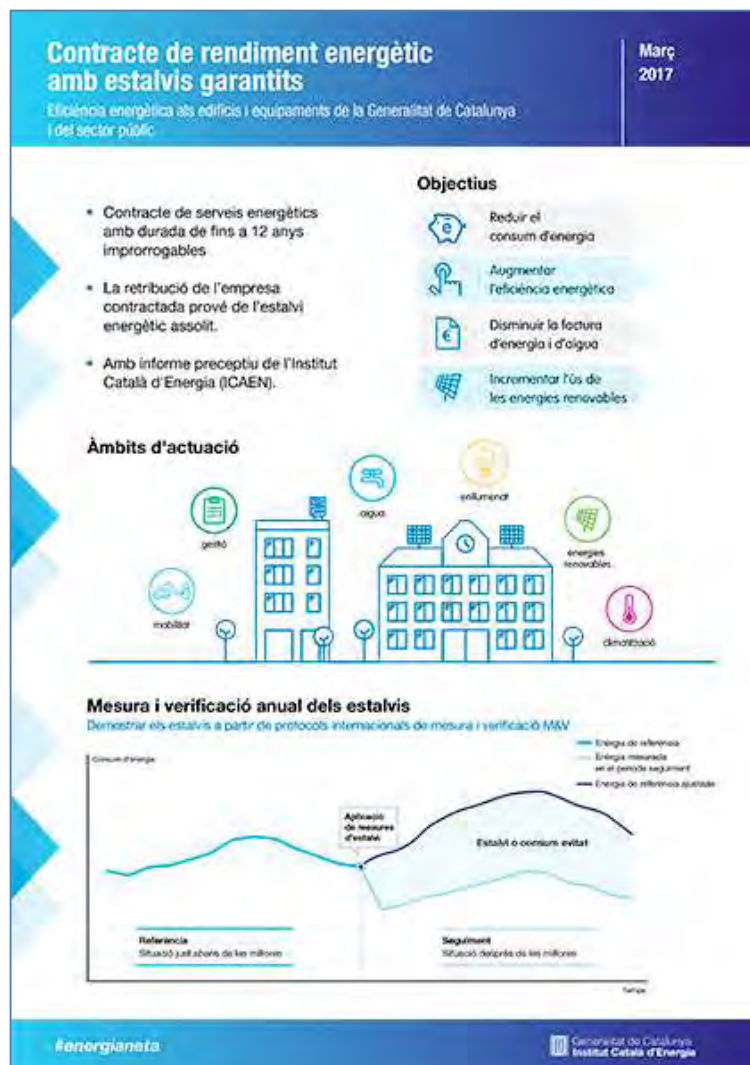 Contracte de rendiment energètic
amb estalvis garantits
Eficiència energètica als edificis i equipaments de la Generalitat de Catalunya
i del sector públic
Març
2017
• Contracte de serveis energètics
amb durada de fins a 12 anys
improrrogables
• La retribució de l'empresa
contractada prové de l'estalvi
energètic assolit.
• Amb informe preceptiu de l'Institut
Català d'Energia (ICAEN).
Objectius
Reduir el
consum d'energia
Augmentar
l'eficiència energètica
Disminuir la factura
d'energia i d'aigua
Incrementar l'ús de
les energies renovables
Àmbits d'actuació
mobilitat
gestió
aigua
enllumenat
energies
renovables
climatització
Mesura i verificació anual dels estalvis
Demostrar els estalvis a partir de protocols internacionals de mesura i verificació M&V
Consum d'energia
Energia de referència
Energia mesurada
en el període seguiment
Energia de referència ajustada
Aplicació
de mesures
d'estalvi
Estalvi o consum evitat
Referència
Situació just abans de les millores
Seguiment
Situació després de les millores
Temps
#energianeta
Generalitat de Catalunya
Institut Català d'Energia